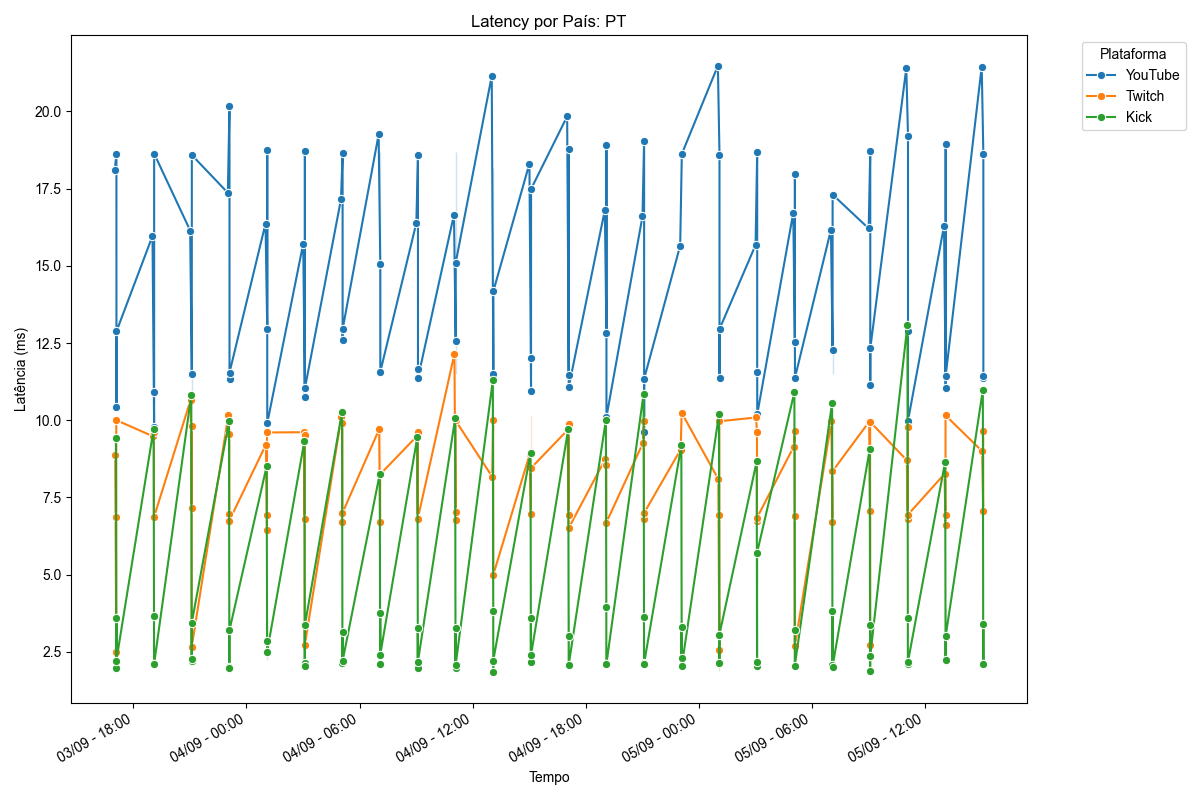 Latency por País: PT
Plataforma
YouTube
Twitch
Kick
Latência (ms)
20.0
17.5
15.0
12.5
10.0
7.5
5.0
2.5
03/09 - 18:00
04/09 - 00:00
04/09 - 06:00
04/09 - 12:00
04/09 - 18:00
05/09 - 00:00
05/09 - 06:00
05/09 - 12:00
Tempo